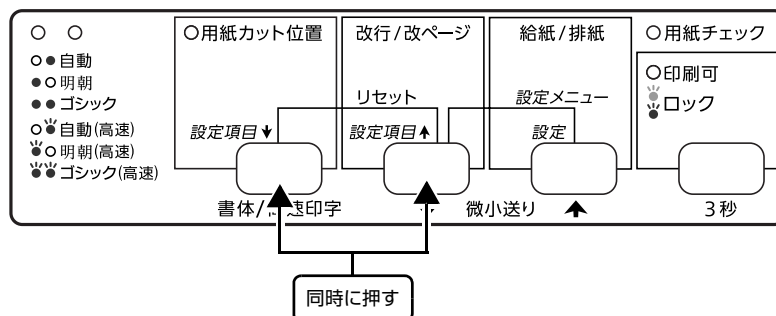 用紙カット位置
改行/改ページ
給紙/排紙
用紙チェック
自動
明朝
ゴシック
自動(高速)
明朝(高速)
ゴシック(高速)
リセット
設定メニュー
印刷可
ロック
設定項目
設定項目
設定
書体/高速印字
微小送り
3秒
同時に押す